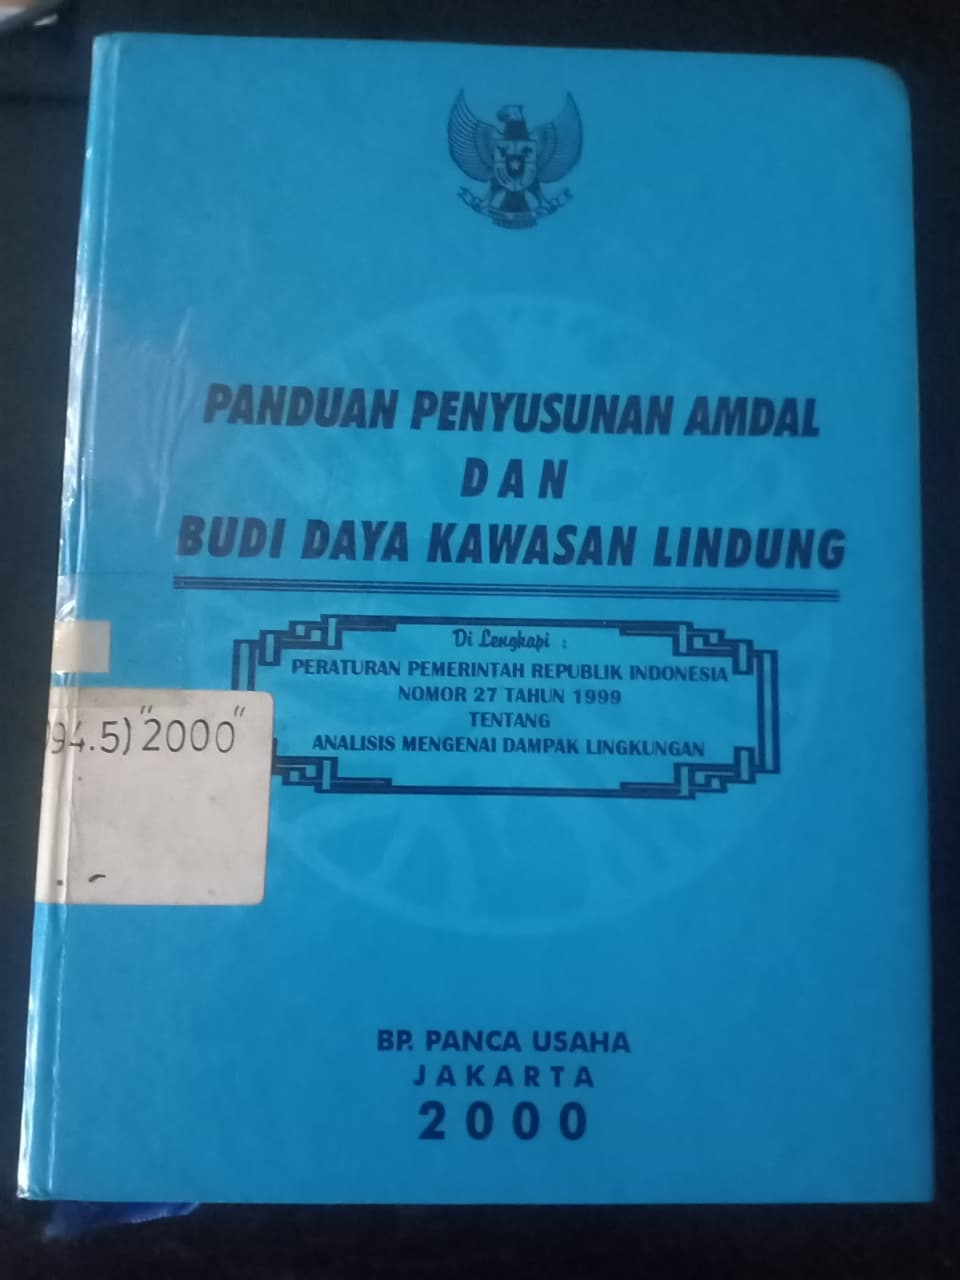 PANDUAN PENYUSUNAN AMDAL
DAN
BUDI DAYA KAWASAN LINDUNG
Di Lengkapi :
PERATURAN PEMERINTAH REPUBLIK INDONESIA
NOMOR 27 TAHUN 1999
TENTANG
ANALISIS MENGENAI DAMPAK LINGKUNGAN
94.5) "2000"
BP. PANCA USAHA
JAKARTA
2000